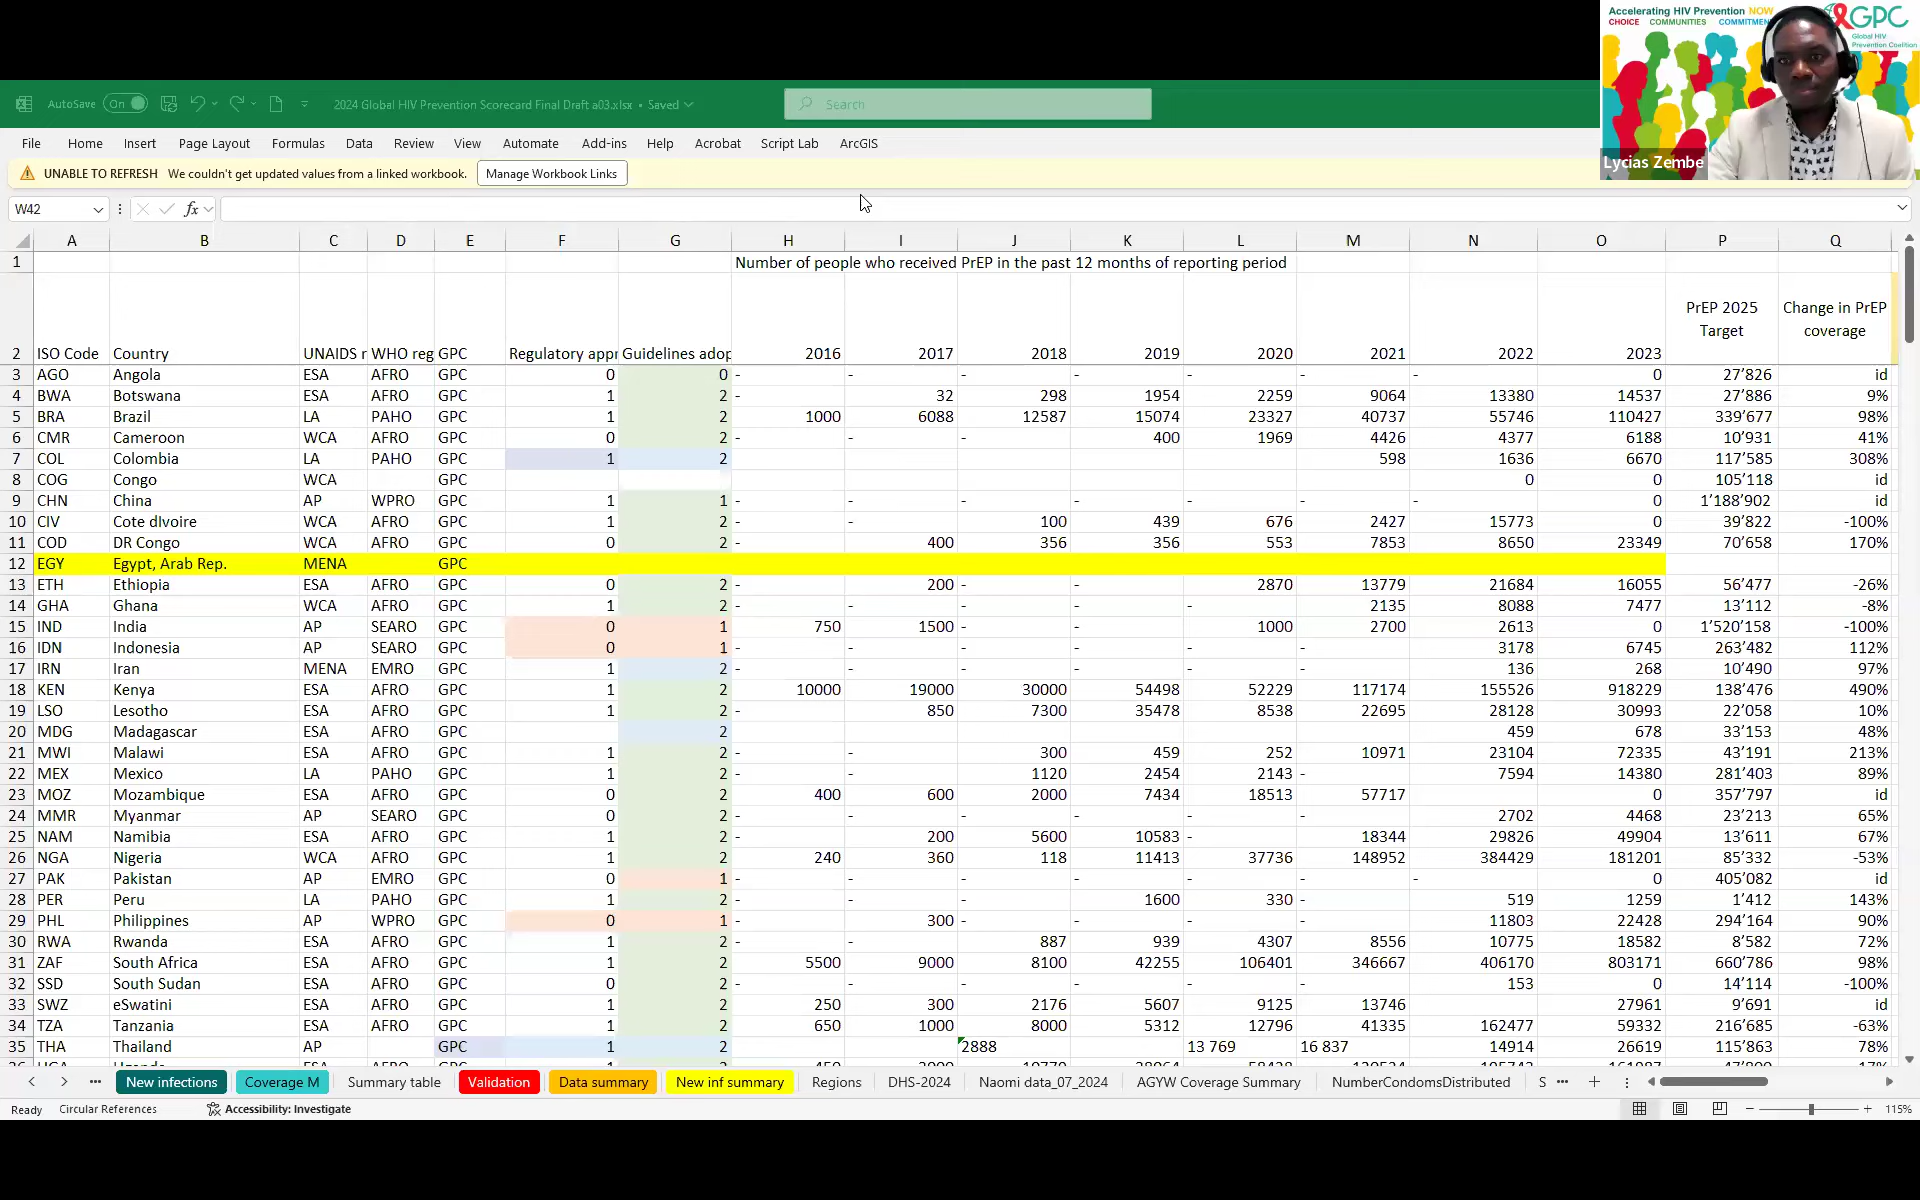 Accelerating HIV Prevention NOW
CHOICE COMMUNITIES COMMITMENT
GPC
Global HIV
Prevention Coalition
Lycias Zembe
AutoSave On 2024 Global HIV Prevention Scorecard Final Draft a03.xlsx • Saved Search
File Home Insert Page Layout Formulas Data Review View Automate Add-ins Help Acrobat Script Lab ArcGIS
UNABLE TO REFRESH We couldn't get updated values from a linked workbook. Manage Workbook Links
W42 fx
A B C D E F G H I J K L M N O P Q
1 Number of people who received PrEP in the past 12 months of reporting period
PrEP 2025 Change in PrEP
Target coverage
2 ISO Code Country UNAIDS r WHO reg GPC Regulatory appr Guidelines adop 2016 2017 2018 2019 2020 2021 2022 2023
3 AGO Angola ESA AFRO GPC 0 0 - - - - - - - 0 27’826 id
4 BWA Botswana ESA AFRO GPC 1 2 - 32 298 1954 2259 9064 13380 14537 27’886 9%
5 BRA Brazil LA PAHO GPC 1 2 1000 6088 12587 15074 23327 40737 55746 110427 339’677 98%
6 CMR Cameroon WCA AFRO GPC 0 2 - - - 400 1969 4426 4377 6188 10’931 41%
7 COL Colombia LA PAHO GPC 1 2 598 1636 6670 117’585 308%
8 COG Congo WCA GPC 0 0 105’118 id
9 CHN China AP WPRO GPC 1 1 - - - - - - - 0 1’188’902 id
10 CIV Cote dIvoire WCA AFRO GPC 1 2 - - 100 439 676 2427 15773 0 39’822 -100%
11 COD DR Congo WCA AFRO GPC 0 2 - 400 356 356 553 7853 8650 23349 70’658 170%
12 EGY Egypt, Arab Rep. MENA GPC
13 ETH Ethiopia ESA AFRO GPC 0 2 - 200 - - 2870 13779 21684 16055 56’477 -26%
14 GHA Ghana WCA AFRO GPC 1 2 - - - - - 2135 8088 7477 13’112 -8%
15 IND India AP SEARO GPC 0 1 750 1500 - - 1000 2700 2613 0 1’520’158 -100%
16 IDN Indonesia AP SEARO GPC 0 1 - - - - - - 3178 6745 263’482 112%
17 IRN Iran MENA EMRO GPC 1 2 - - - - - - 136 268 10’490 97%
18 KEN Kenya ESA AFRO GPC 1 2 10000 19000 30000 54498 52229 117174 155526 918229 138’476 490%
19 LSO Lesotho ESA AFRO GPC 1 2 - 850 7300 35478 8538 22695 28128 30993 22’058 10%
20 MDG Madagascar ESA AFRO GPC 2 459 678 33’153 48%
21 MWI Malawi ESA AFRO GPC 1 2 - - 300 459 252 10971 23104 72335 43’191 213%
22 MEX Mexico LA PAHO GPC 1 2 - - 1120 2454 2143 - 7594 14380 281’403 89%
23 MOZ Mozambique ESA AFRO GPC 0 2 400 600 2000 7434 18513 57717 0 357’797 id
24 MMR Myanmar AP SEARO GPC 0 2 - - - - - - 2702 4468 23’213 65%
25 NAM Namibia ESA AFRO GPC 1 2 - 200 5600 10583 - 18344 29826 49904 13’611 67%
26 NGA Nigeria WCA AFRO GPC 1 2 240 360 118 11413 37736 148952 384429 181201 85’332 -53%
27 PAK Pakistan AP EMRO GPC 0 1 - - - - - - - 0 405’082 id
28 PER Peru LA PAHO GPC 1 2 - - - 1600 330 - 519 1259 1’412 143%
29 PHL Philippines AP WPRO GPC 0 1 - 300 - - - - 11803 22428 294’164 90%
30 RWA Rwanda ESA AFRO GPC 1 2 - - 887 939 4307 8556 10775 18582 8’582 72%
31 ZAF South Africa ESA AFRO GPC 1 2 5500 9000 8100 42255 106401 346667 406170 803171 660’786 98%
32 SSD South Sudan ESA AFRO GPC 0 2 - - - - - - 153 0 14’114 -100%
33 SWZ eSwatini ESA AFRO GPC 1 2 250 300 2176 5607 9125 13746 27961 9’691 id
34 TZA Tanzania ESA AFRO GPC 1 2 650 1000 8000 5312 12796 41335 162477 59332 216’685 -63%
35 THA Thailand AP GPC 1 2 2888 13 769 16 837 14914 26619 115’863 78%
New infections Coverage M Summary table Validation Data summary New inf summary Regions DHS-2024 Naomi data_07_2024 AGYW Coverage Summary NumberCondomsDistributed S
Ready Circular References Accessibility: Investigate 115%